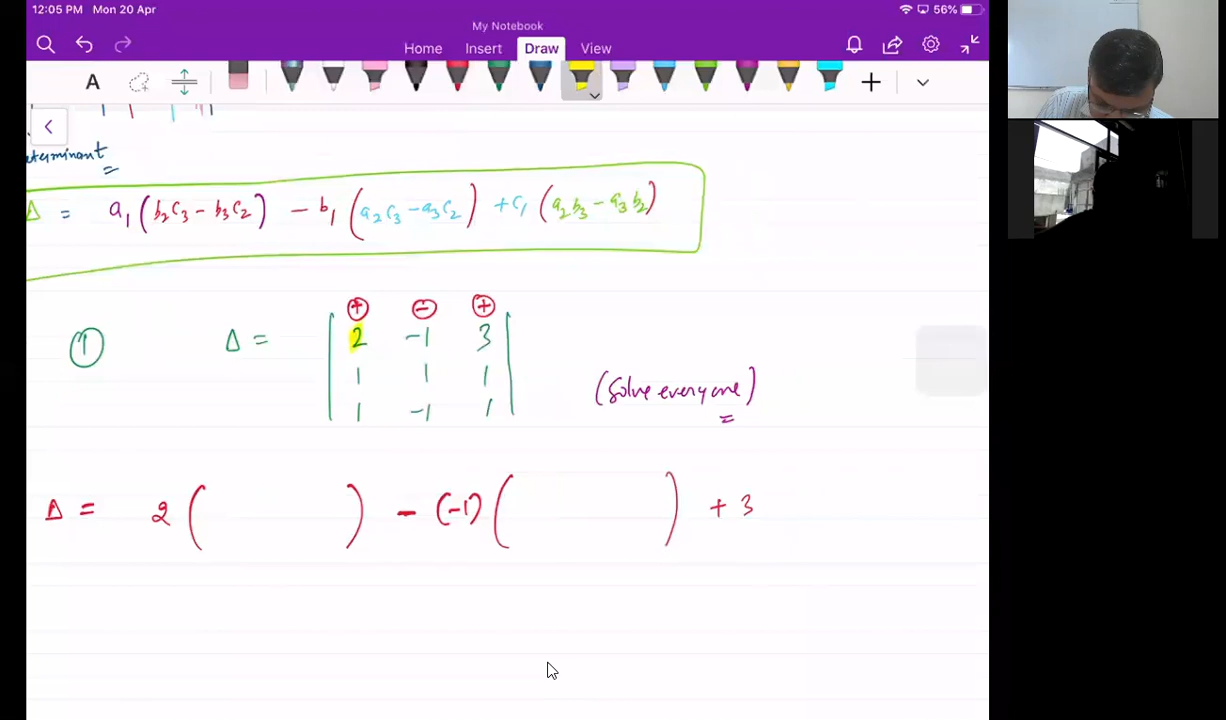 12:05 PM Mon 20 Apr
56%
My Notebook
Home Insert Draw View
A
eterminant
Δ = a₁(b₂c₃ - b₃c₂) - b₁(a₂c₃ - a₃c₂) + c₁(a₂b₃ - a₃b₂)
+ - +
① Δ = 2 -1 3
1 1 1
(Solve everyone)
1 -1 1
Δ = 2 ( ) - (-1) ( ) + 3